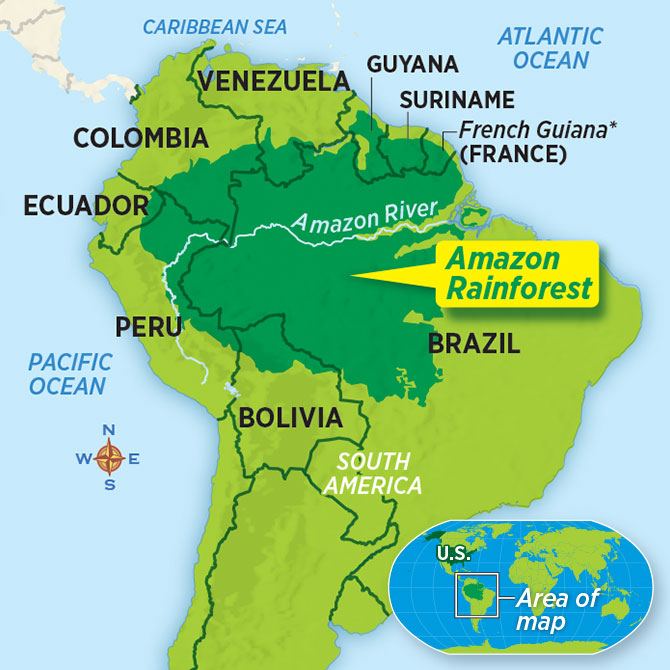 CARIBBEAN SEA
ATLANTIC
OCEAN
VENEZUELA
GUYANA
SURINAME
French Guiana*
(FRANCE)
COLOMBIA
ECUADOR
Amazon River
Amazon
Rainforest
PERU
BRAZIL
PACIFIC
OCEAN
BOLIVIA
N
W E
S
SOUTH
AMERICA
U.S.
Area of
map